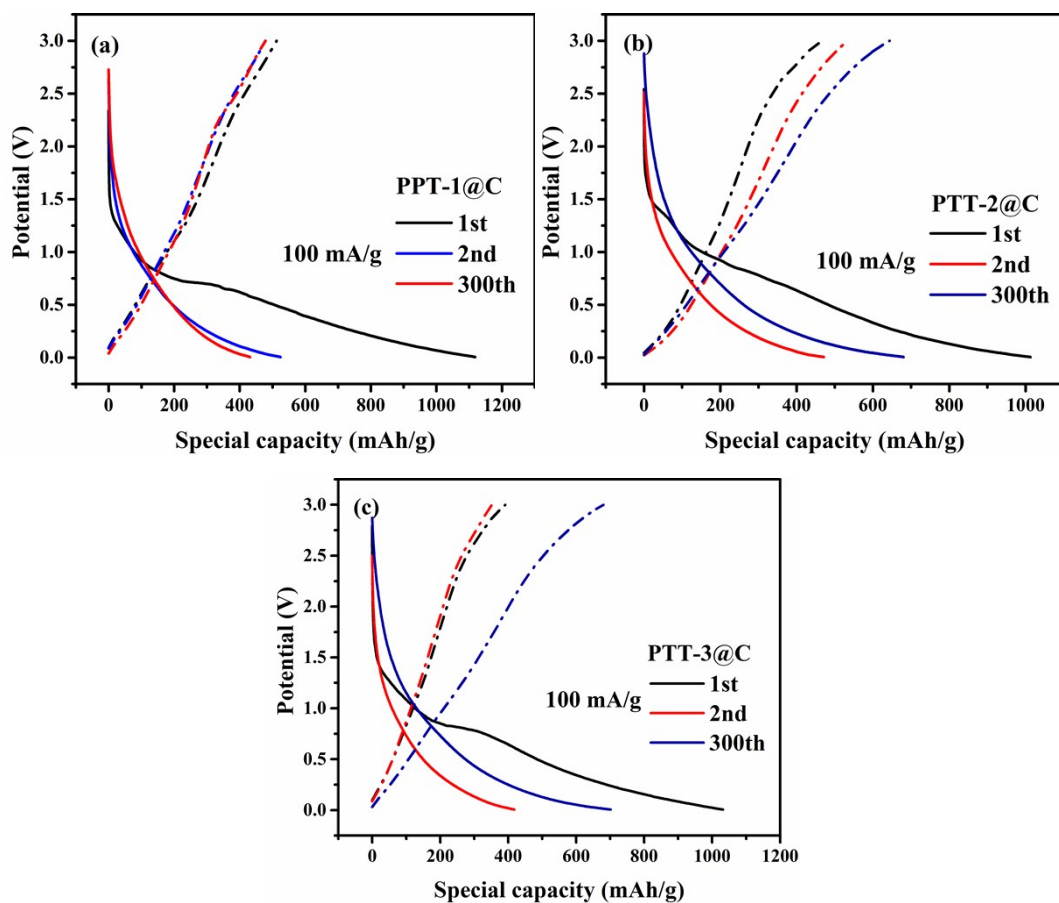 (a)
3.0
2.5
2.0
1.5
1.0
0.5
0.0
Potential (V)
PPT-1@C
1st
100 mA/g
2nd
300th
0 200 400 600 800 1000 1200
Special capacity (mAh/g)
(b)
3.0
2.5
2.0
1.5
1.0
0.5
0.0
Potential (V)
PTT-2@C
1st
100 mA/g
2nd
300th
0 200 400 600 800 1000
Special capacity (mAh/g)
(c)
3.0
2.5
2.0
1.5
1.0
0.5
0.0
Potential (V)
PTT-3@C
1st
100 mA/g
2nd
300th
0 200 400 600 800 1000 1200
Special capacity (mAh/g)